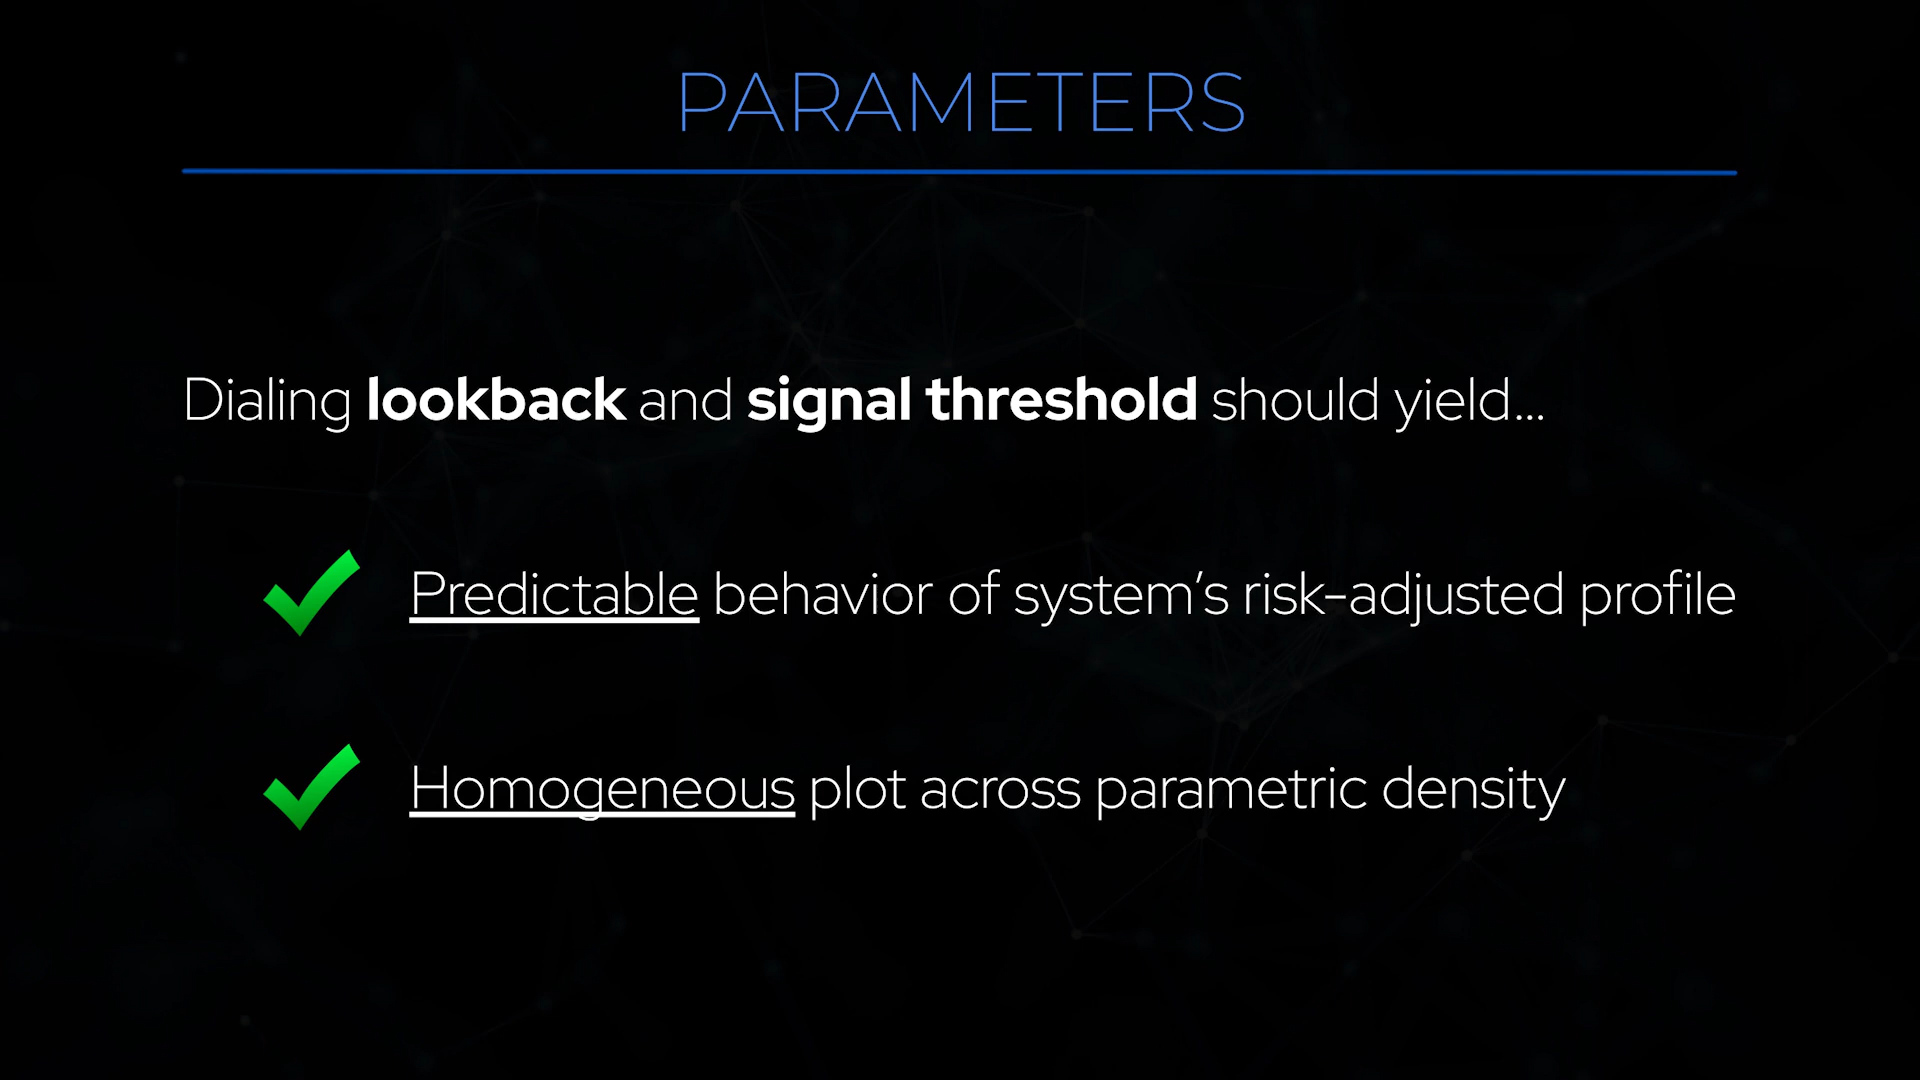 PARAMETERS
Dialing lookback and signal threshold should yield...
Predictable behavior of system's risk-adjusted profile
Homogeneous plot across parametric density